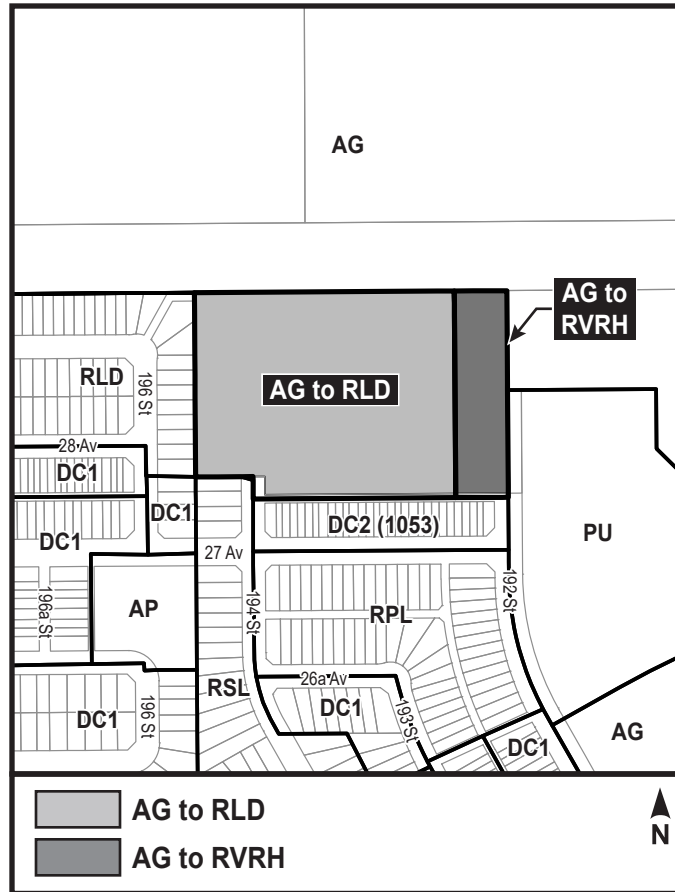 AG
AG to
RVRH
RLD
196 St
AG to RLD
28 Av
DC1
DC1
DC2 (1053)
DC1
27 Av
PU
196a St
AP
194 St
RPL
192 St
RSL
26a Av
DC1
196 St
DC1
193 St
DC1
AG
AG to RLD
AG to RVRH
N